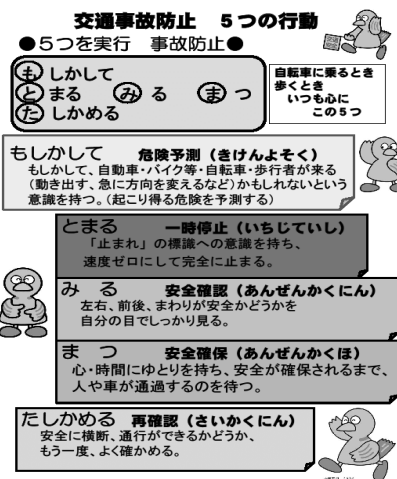 交通事故防止　５つの行動
●５つを実行　事故防止●
もしかして
とまる　みる　まつ
たしかめる
自転車に乗るとき
歩くとき
いつも心に
この５つ
もしかして　危険予測（きけんよそく）
もしかして、自動車・バイク等・自転車・歩行者が来る
（動き出す、急に方向を変えるなど）かもしれないという
意識を持つ。（起こり得る危険を予測する）
とまる　一時停止（いちじていし）
「止まれ」の標識への意識を持ち、
速度ゼロにして完全に止まる。
みる　安全確認（あんぜんかくにん）
左右、前後、まわりが安全かどうかを
自分の目でしっかり見る。
まつ　安全確保（あんぜんかくほ）
心・時間にゆとりを持ち、安全が確保されるまで、
人や車が通過するのを待つ。
たしかめる　再確認（さいかくにん）
安全に横断、通行ができるかどうか、
もう一度、よく確かめる。